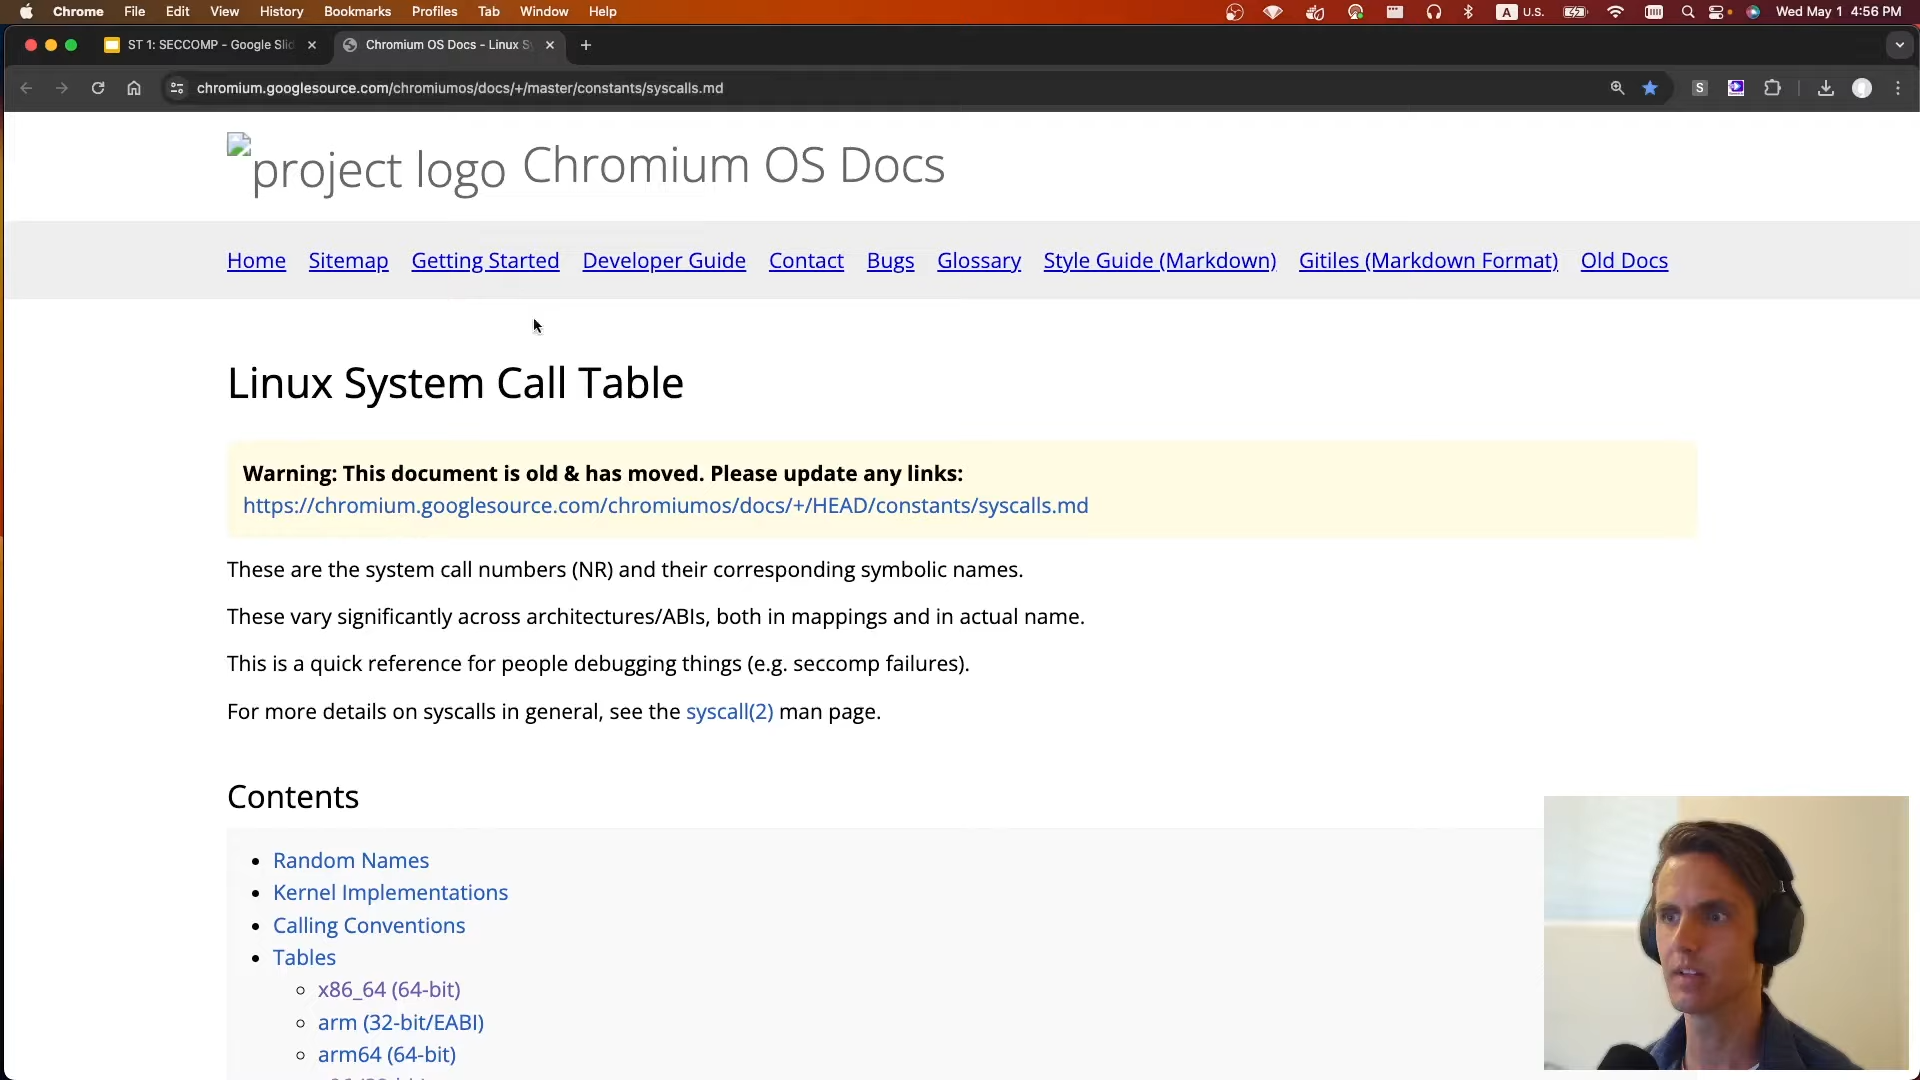 Chrome File Edit View History Bookmarks Profiles Tab Window Help A U.S. Wed May 1 4:56 PM
ST 1: SECCOMP - Google Slid Chromium OS Docs - Linux S
chromium.googlesource.com/chromiumos/docs/+/master/constants/syscalls.md S
project logo Chromium OS Docs
Home Sitemap Getting Started Developer Guide Contact Bugs Glossary Style Guide (Markdown) Gitiles (Markdown Format) Old Docs
Linux System Call Table
Warning: This document is old & has moved. Please update any links:
https://chromium.googlesource.com/chromiumos/docs/+/HEAD/constants/syscalls.md
These are the system call numbers (NR) and their corresponding symbolic names.
These vary significantly across architectures/ABIs, both in mappings and in actual name.
This is a quick reference for people debugging things (e.g. seccomp failures).
For more details on syscalls in general, see the syscall(2) man page.
Contents
Random Names
Kernel Implementations
Calling Conventions
Tables
x86_64 (64-bit)
arm (32-bit/EABI)
arm64 (64-bit)